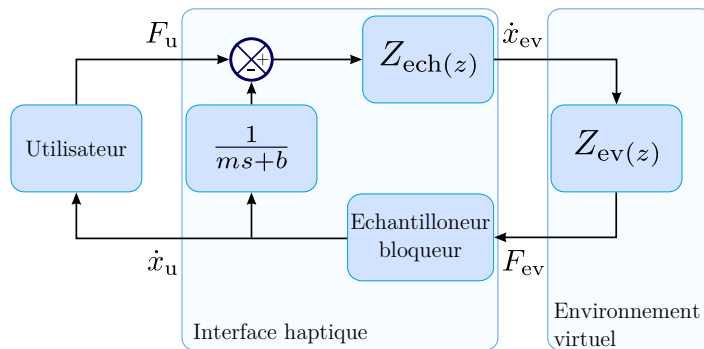 F_u
+
-
Z_ech(z)
ẋ_ev
Utilisateur
1
ms+b
Z_ev(z)
Echantilloneur
bloqueur
ẋ_u
F_ev
Interface haptique
Environnement
virtuel